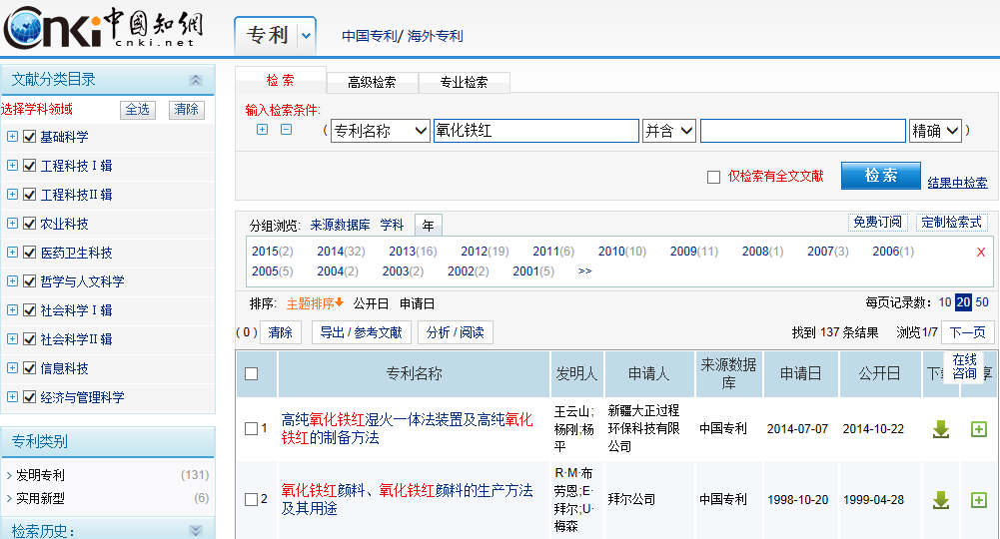 Cnki 中國知網
cnki.net
专利
中国专利/ 海外专利
文献分类目录
选择学科领域 全选 清除
基础科学
工程科技Ⅰ辑
工程科技Ⅱ辑
农业科技
医药卫生科技
哲学与人文科学
社会科学Ⅰ辑
社会科学Ⅱ辑
信息科技
经济与管理科学
专利类别
发明专利 (131)
实用新型 (6)
检索历史：
检 索 高级检索 专业检索
输入检索条件:
( 专利名称 氧化铁红 并含 精确 )
仅检索有全文文献 检 索 结果中检索
分组浏览: 来源数据库 学科 年 免费订阅 定制检索式
2015(2) 2014(32) 2013(16) 2012(19) 2011(6) 2010(10) 2009(11) 2008(1) 2007(3) 2006(1) X
2005(5) 2004(2) 2003(2) 2002(2) 2001(5) >>
排序: 主题排序 公开日 申请日 每页记录数: 10 20 50
( 0 ) 清除 导出 / 参考文献 分析 / 阅读 找到 137 条结果 浏览1/7 下一页
专利名称 发明人 申请人 来源数据
库 申请日 公开日 下 享
在线
咨询
1 高纯氧化铁红湿火一体法装置及高纯氧化
铁红的制备方法
王云山;
杨刚;杨
平
新疆大正过程
环保科技有限
公司
中国专利 2014-07-07 2014-10-22
2 氧化铁红颜料、氧化铁红颜料的生产方法
及其用途
R·M·布
劳恩;E·
拜尔;U·
梅森
拜尔公司 中国专利 1998-10-20 1999-04-28